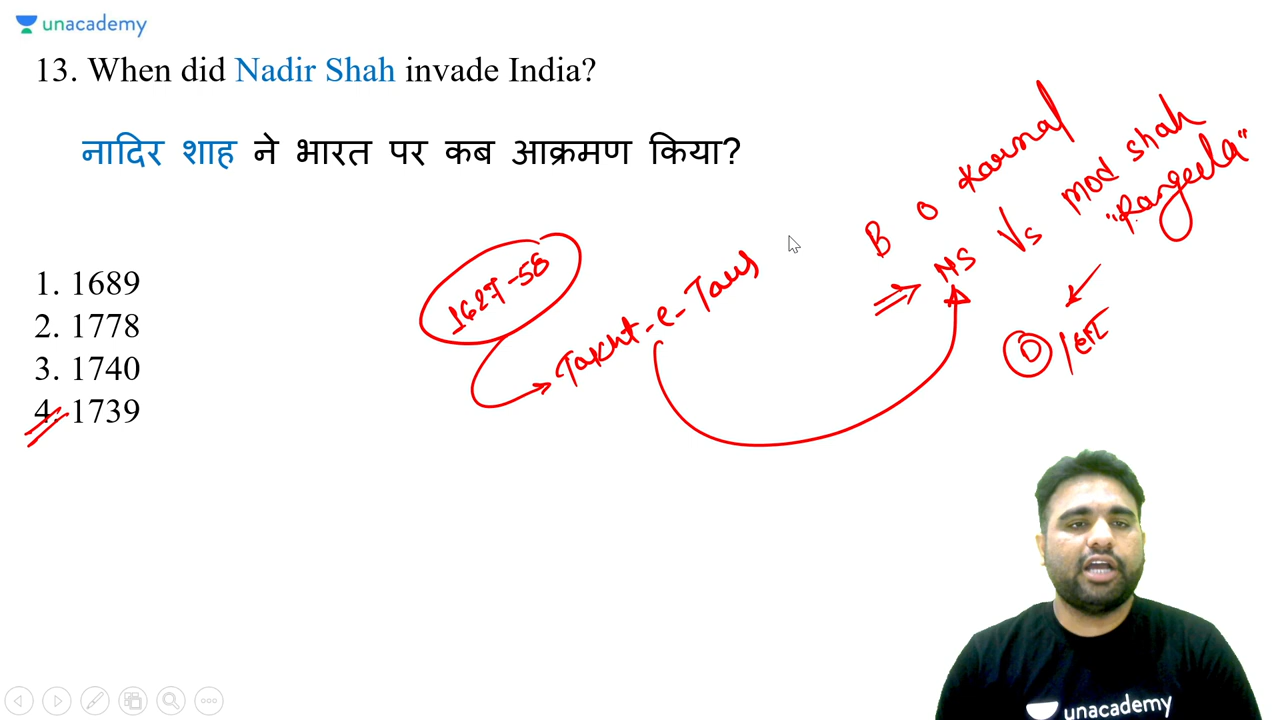 unacademy
13. When did Nadir Shah invade India?
नादिर शाह ने भारत पर कब आक्रमण किया?
B O Karnal
NS Vs Mod Shah
"Rangeela"
1627-58
Takht-e-Taus
D
1. 1689
2. 1778
3. 1740
4. 1739
unacademy